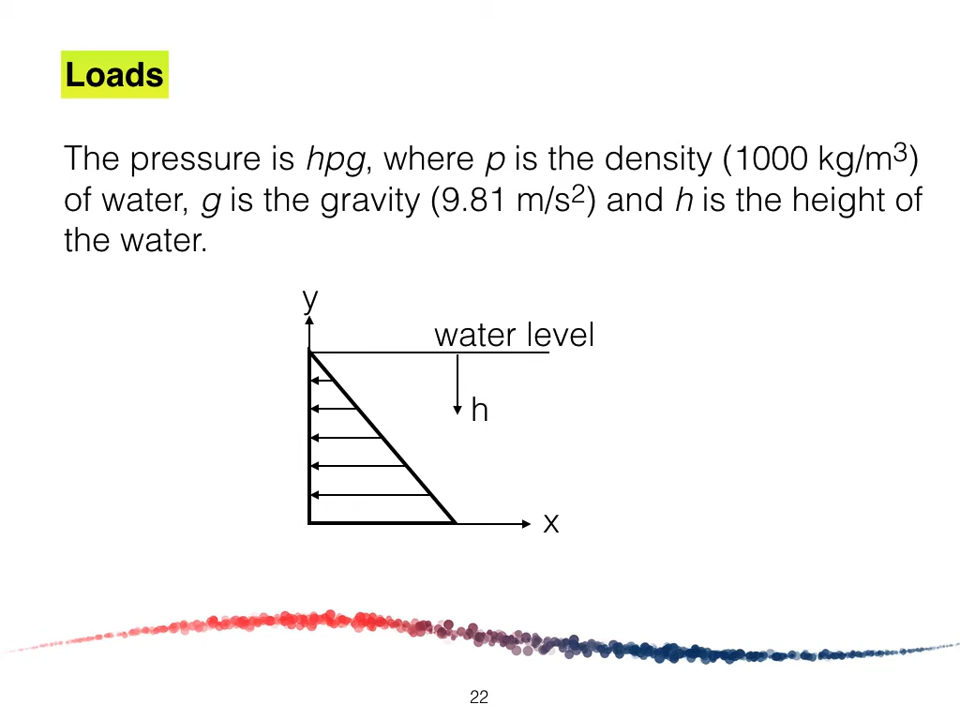 Loads
The pressure is hpg, where p is the density (1000 kg/m³)
of water, g is the gravity (9.81 m/s²) and h is the height of
the water.
y
water level
h
x
22